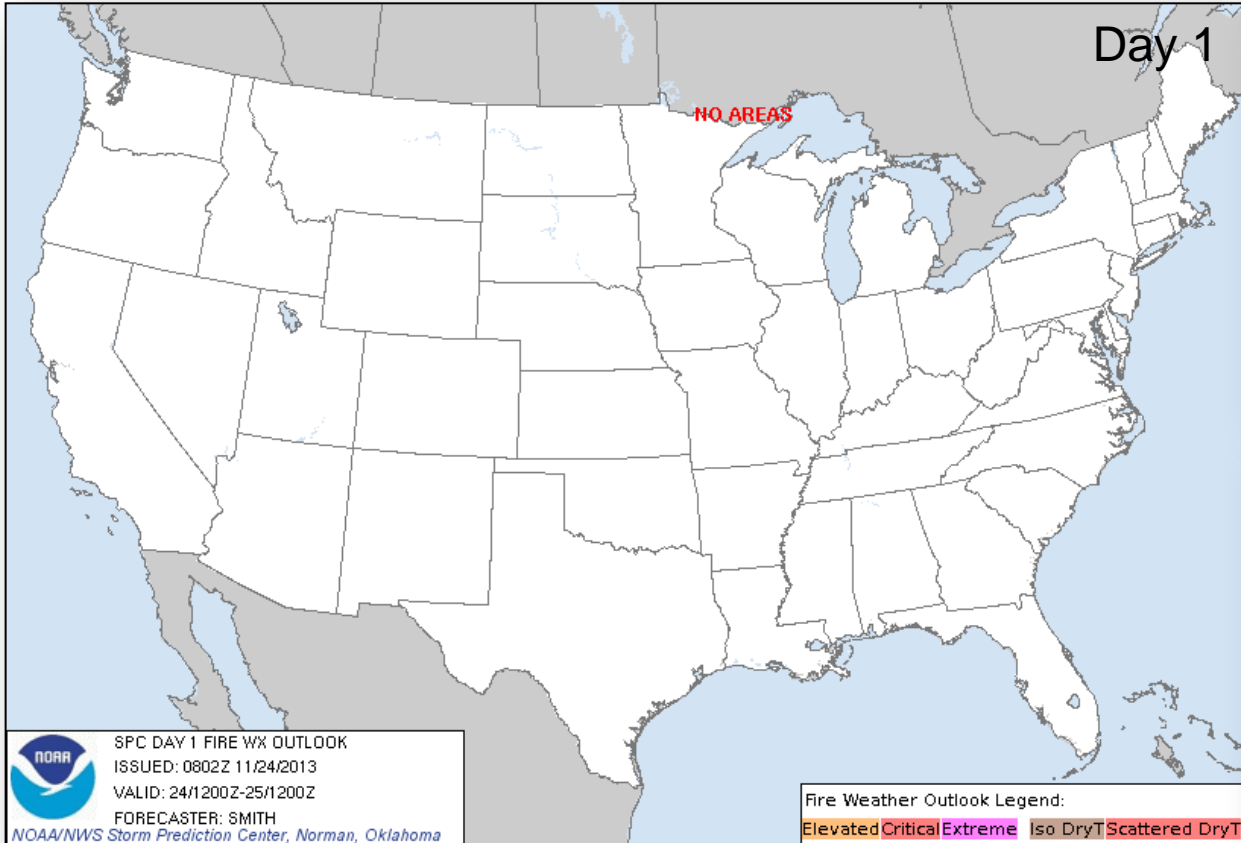 Day 1
NO AREAS
NOAA
SPC DAY 1 FIRE WX OUTLOOK
ISSUED: 0802Z 11/24/2013
VALID: 24/1200Z-25/1200Z
FORECASTER: SMITH
NOAA/NWS Storm Prediction Center, Norman, Oklahoma
Fire Weather Outlook Legend:
Elevated Critical Extreme Iso DryT Scattered DryT